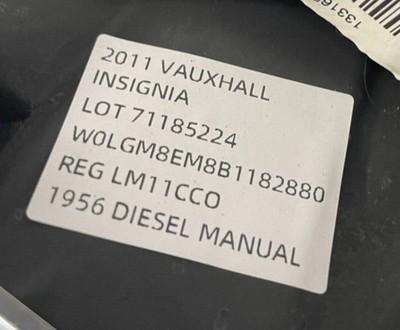 2011 VAUXHALL
INSIGNIA
LOT 71185224
W0LGM8EM8B1182880
REG LM11CCO
1956 DIESEL MANUAL